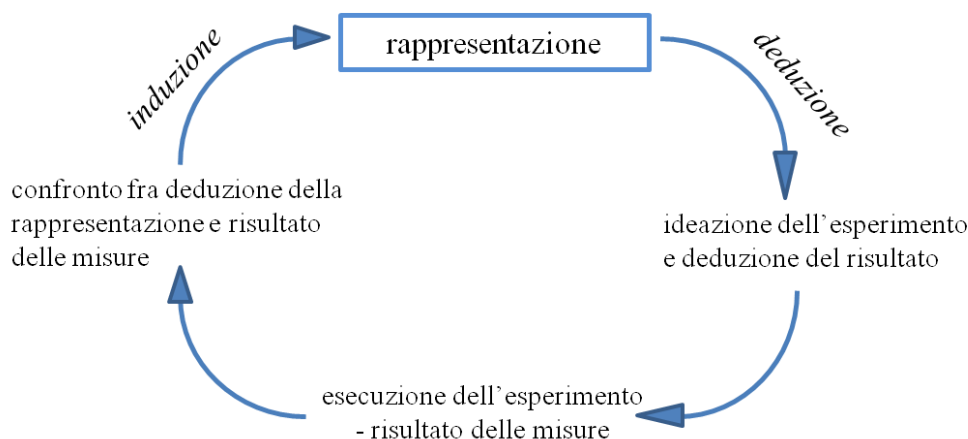 rappresentazione
deduzione
ideazione dell'esperimento
e deduzione del risultato
esecuzione dell'esperimento
- risultato delle misure
confronto fra deduzione della
rappresentazione e risultato
delle misure
induzione